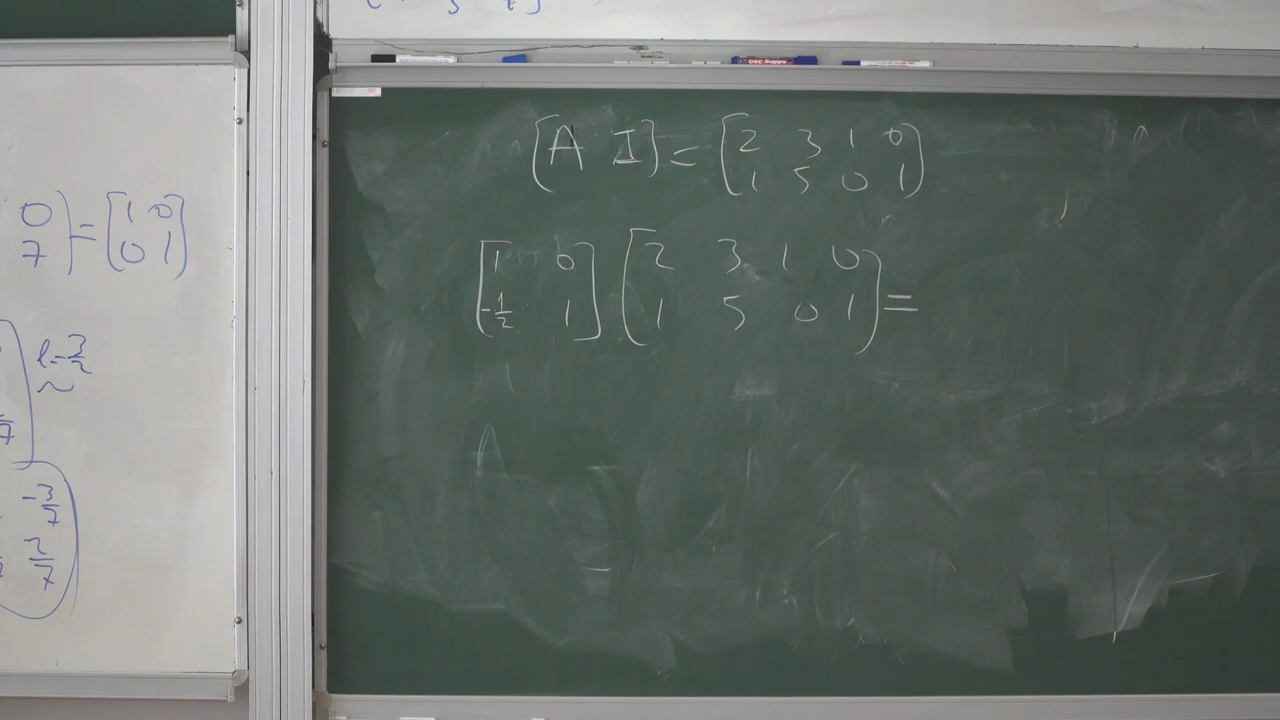 0 7] = [1 0
0 1]
l=3/2
~
-3/7
2/7
[A I] = [2 3 1 0
1 5 0 1]
[1 0
-1/2 1] [2 3 1 0
1 5 0 1] =